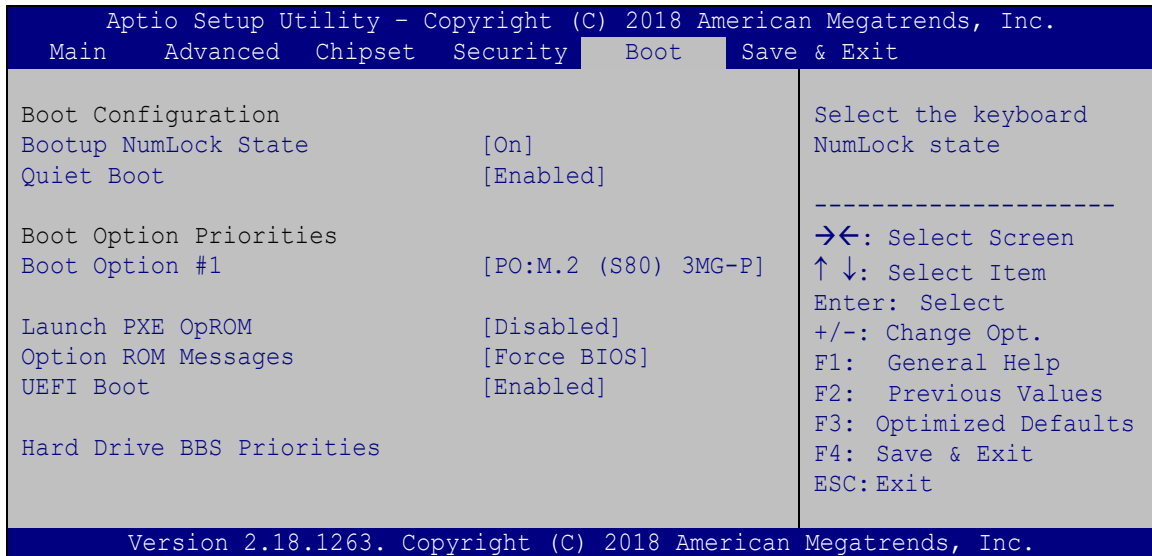 Aptio Setup Utility – Copyright (C) 2018 American Megatrends, Inc.
Main Advanced Chipset Security Boot Save & Exit
Boot Configuration
Bootup NumLock State [On]
Quiet Boot [Enabled]
Boot Option Priorities
Boot Option #1 [PO:M.2 (S80) 3MG-P]
Launch PXE OpROM [Disabled]
Option ROM Messages [Force BIOS]
UEFI Boot [Enabled]
Hard Drive BBS Priorities
Select the keyboard
NumLock state
---------------------
→←: Select Screen
↑ ↓: Select Item
Enter: Select
+/-: Change Opt.
F1: General Help
F2: Previous Values
F3: Optimized Defaults
F4: Save & Exit
ESC: Exit
Version 2.18.1263. Copyright (C) 2018 American Megatrends, Inc.